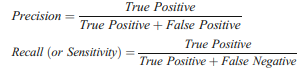 Precision = True Positive / True Positive + False Positive
Recall (or Sensitivity) = True Positive / True Positive + False Negative